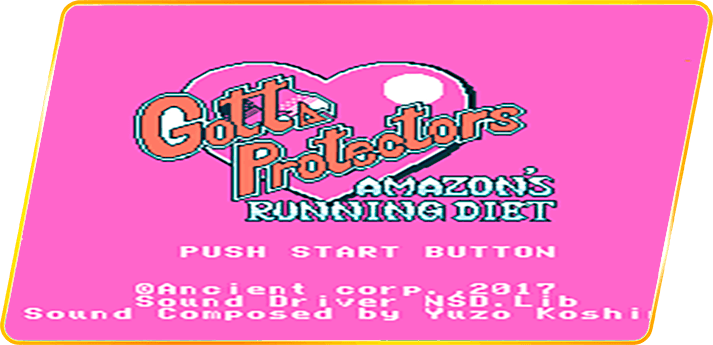 Gotta
Protectors
AMAZON'S
RUNNING DIET
PUSH START BUTTON
©Ancient corp.,2017
Sound Driver NSD.Lib
Sound Composed by Yuzo Koshi